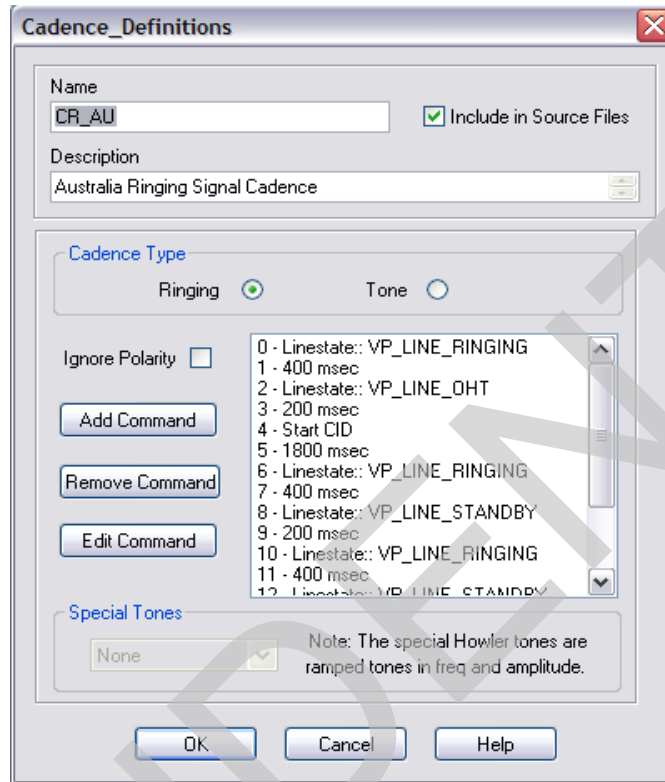 Cadence_Definitions
Name
CR_AU
Include in Source Files
Description
Australia Ringing Signal Cadence
Cadence Type
Ringing
Tone
Ignore Polarity
Add Command
Remove Command
Edit Command
0 - Linestate:: VP_LINE_RINGING
1 - 400 msec
2 - Linestate:: VP_LINE_OHT
3 - 200 msec
4 - Start CID
5 - 1800 msec
6 - Linestate:: VP_LINE_RINGING
7 - 400 msec
8 - Linestate:: VP_LINE_STANDBY
9 - 200 msec
10 - Linestate:: VP_LINE_RINGING
11 - 400 msec
12 - Linestate:: VP_LINE_STANDBY
Special Tones
None
Note: The special Howler tones are
ramped tones in freq and amplitude.
OK
Cancel
Help